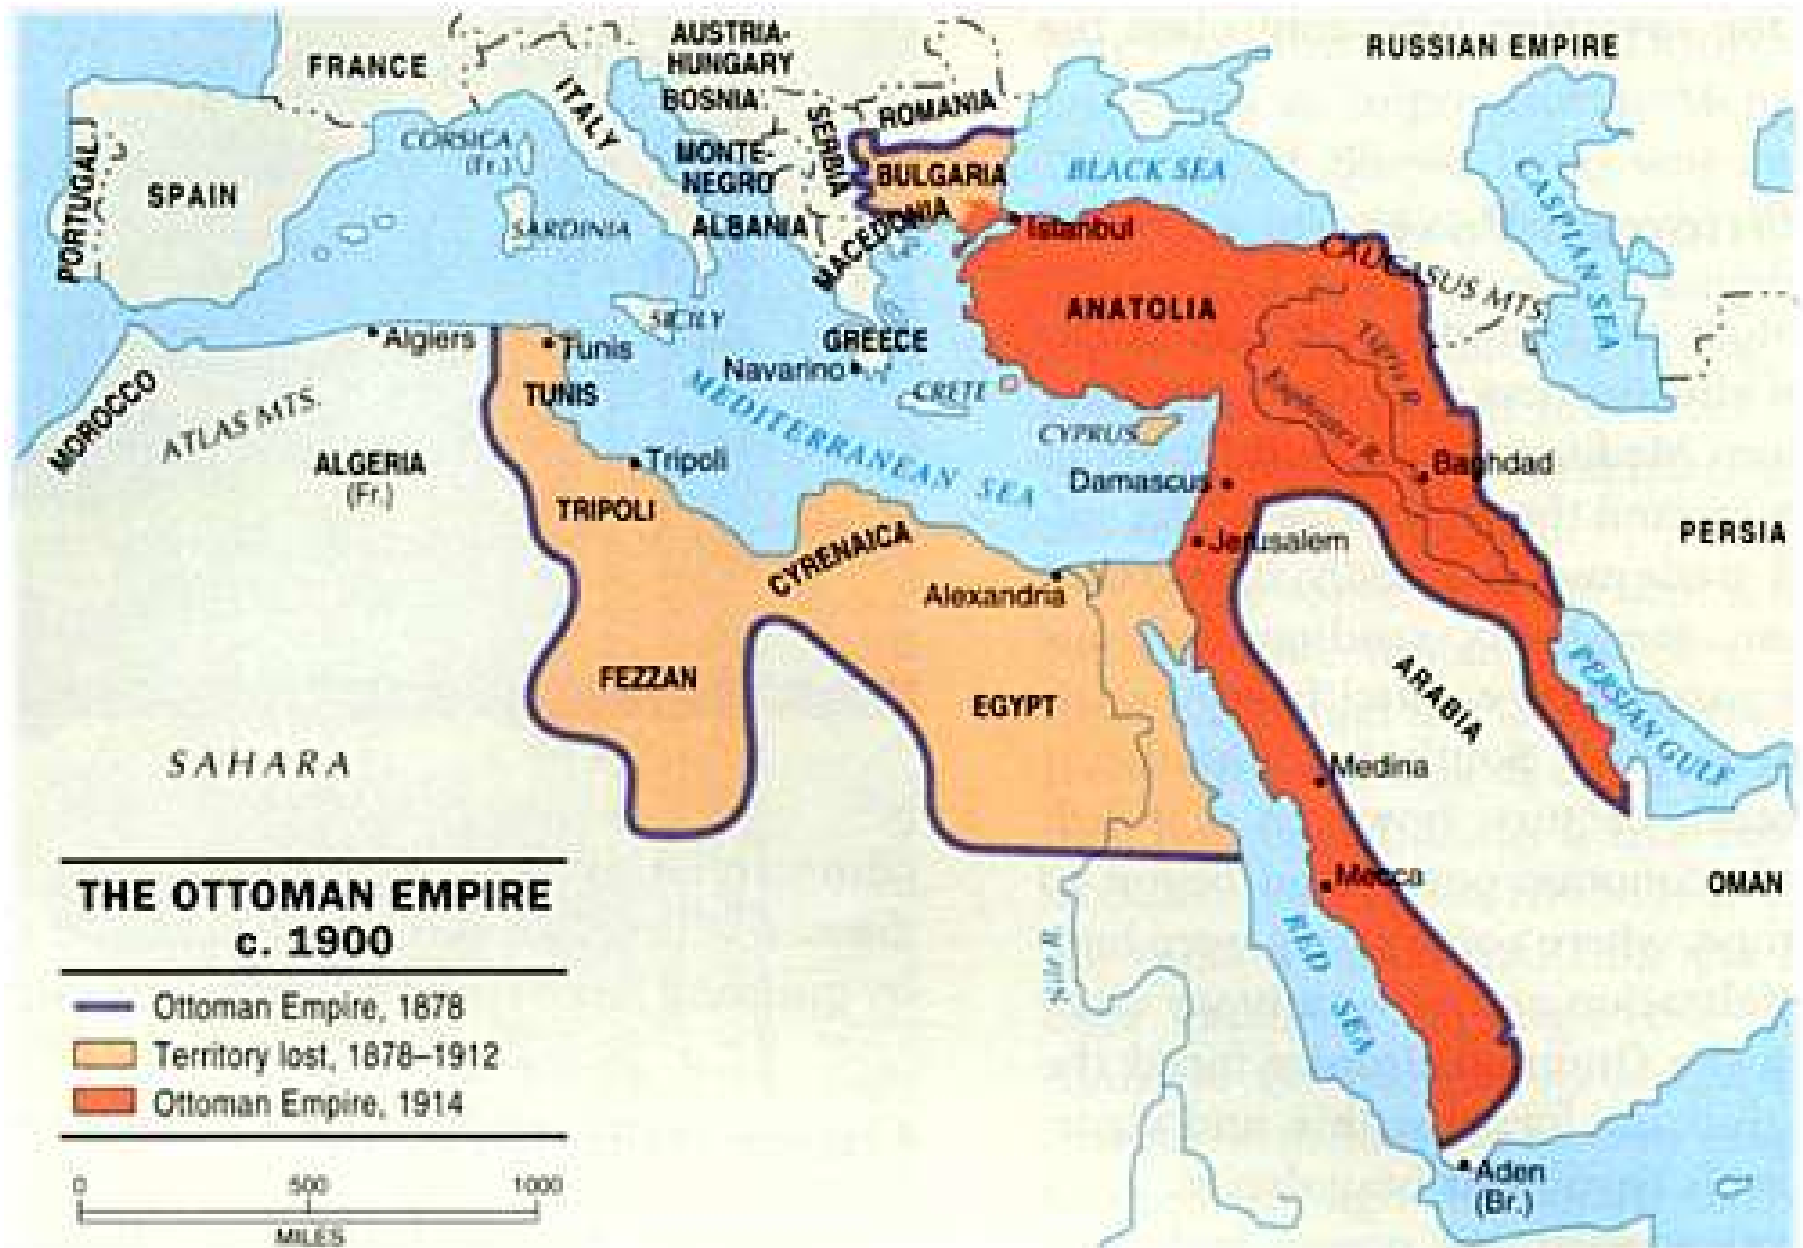 AUSTRIA-
HUNGARY
RUSSIAN EMPIRE
FRANCE
BOSNIA
ITALY
ROMANIA
SERBIA
CORSICA
(Fr.)
MONTE-
NEGRO
BULGARIA
BLACK SEA
CASPIAN SEA
PORTUGAL
SPAIN
SARDINIA
ALBANIA
MACEDONIA
Istanbul
CAUCASUS MTS.
ANATOLIA
SICILY
Algiers
Tunis
GREECE
Tigris R.
Navarino
MOROCCO
ATLAS MTS.
TUNIS
CRETE
Euphrates R.
MEDITERRANEAN SEA
CYPRUS
ALGERIA
(Fr.)
Tripoli
Damascus
Baghdad
TRIPOLI
PERSIA
CYRENAICA
Jerusalem
Alexandria
FEZZAN
EGYPT
ARABIA
PERSIAN GULF
SAHARA
Medina
Mecca
OMAN
THE OTTOMAN EMPIRE
c. 1900
Nile R.
RED SEA
Ottoman Empire, 1878
Territory lost, 1878–1912
Ottoman Empire, 1914
Aden
(Br.)
0 500 1000
MILES